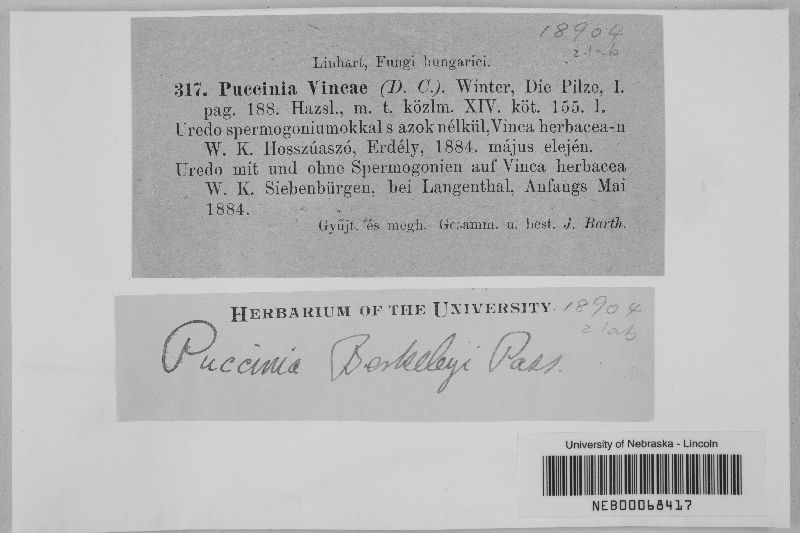 18904
2 lab
Linhart, Fungi hungarici.
317. Puccinia Vincae (D. C.). Winter, Die Pilze, I.
pag. 188. Hazsl., m. t. közlm. XIV. köt. 155. l.
Uredo spermogoniumokkal s azok nélkül, Vinca herbacea-n
W. K. Hosszúaszó, Erdély, 1884. május elején.
Uredo mit und ohne Spermogonien auf Vinca herbacea
W. K. Siebenbürgen, bei Langenthal, Anfangs Mai
1884.
Gyűjt. és megh. Gesamm. u. best. J. Barth.
HERBARIUM OF THE UNIVERSITY. 18904
2 lab
Puccinia Berkeleyi Pass.
University of Nebraska - Lincoln
NEB00068417